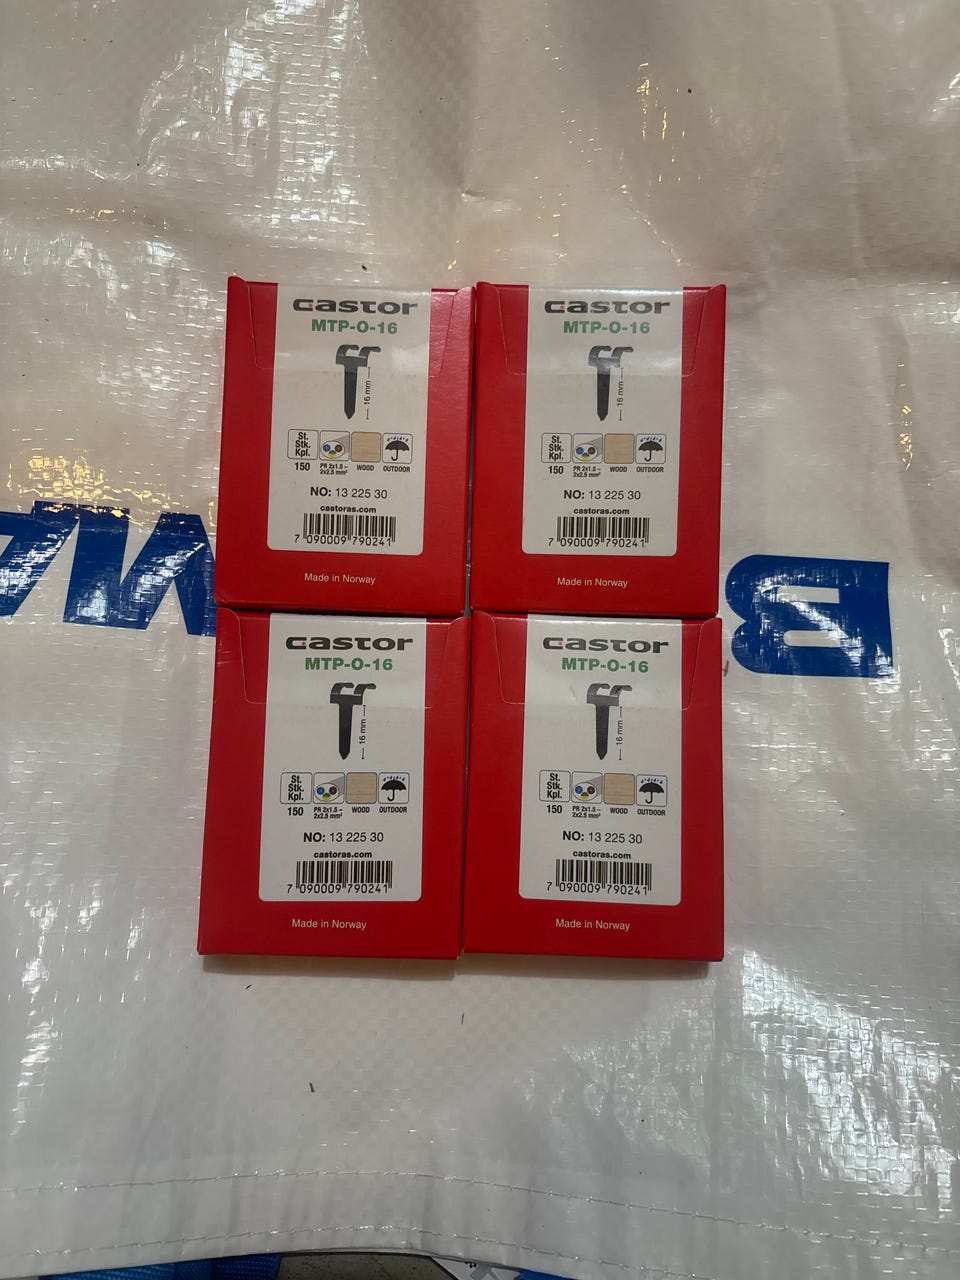 castor
MTP-O-16
16 mm
St.
Stk.
Kpl.
150
PR 2x1.5 –
2x2.5 mm²
WOOD
OUTDOOR
NO: 13 225 30
castoras.com
7 090009 790241
Made in Norway
castor
MTP-O-16
16 mm
St.
Stk.
Kpl.
150
PR 2x1.5 –
2x2.5 mm²
WOOD
OUTDOOR
NO: 13 225 30
castoras.com
7 090009 790241
Made in Norway
castor
MTP-O-16
16 mm
St.
Stk.
Kpl.
150
PR 2x1.5 –
2x2.5 mm²
WOOD
OUTDOOR
NO: 13 225 30
castoras.com
7 090009 790241
Made in Norway
castor
MTP-O-16
16 mm
St.
Stk.
Kpl.
150
PR 2x1.5 –
2x2.5 mm²
WOOD
OUTDOOR
NO: 13 225 30
castoras.com
7 090009 790241
Made in Norway